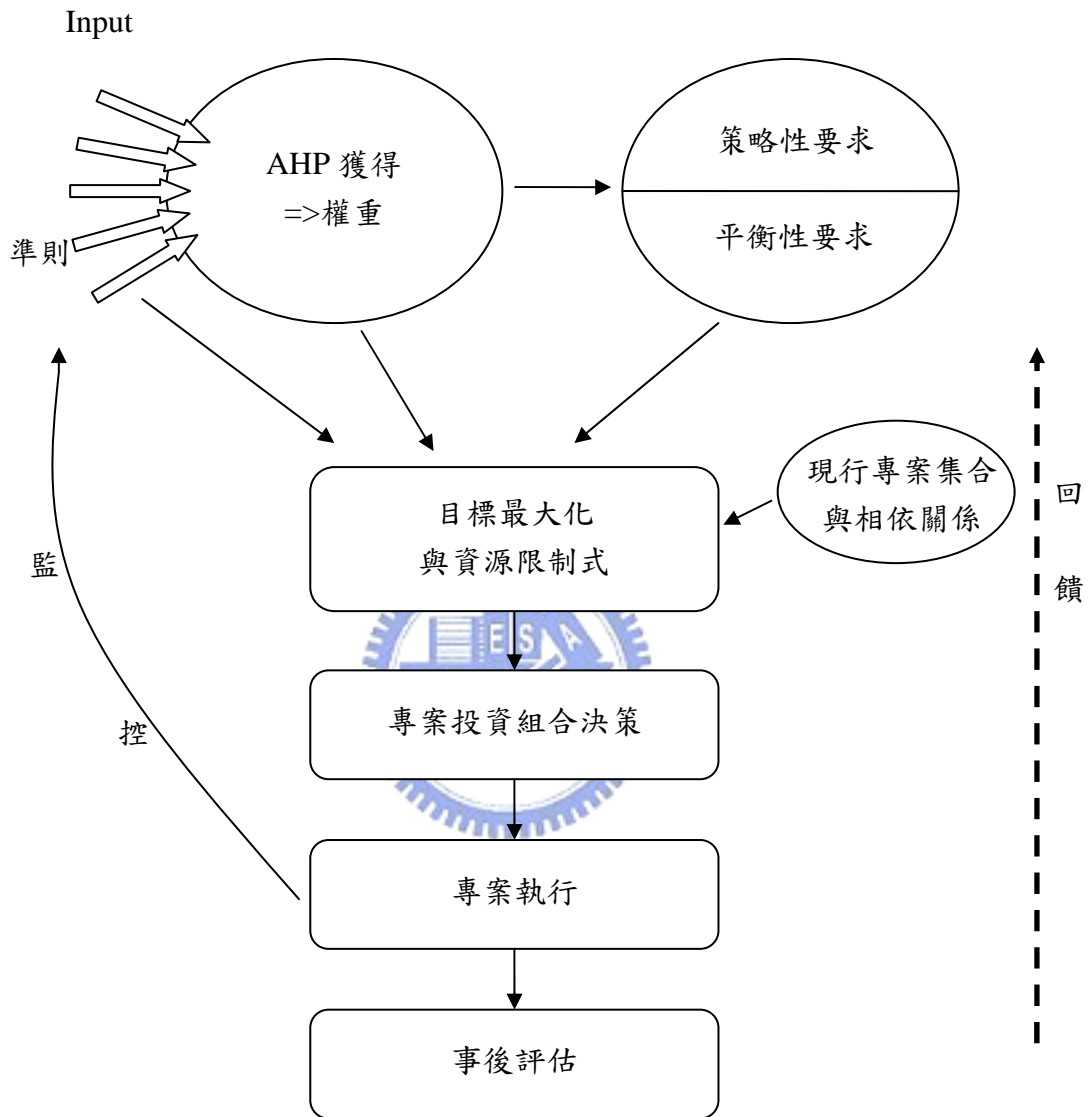 Input
AHP 獲得
=>權重
策略性要求
平衡性要求
準則
現行專案集合
與相依關係
目標最大化
與資源限制式
回
饋
監
控
ESA
專案投資組合決策
專案執行
事後評估